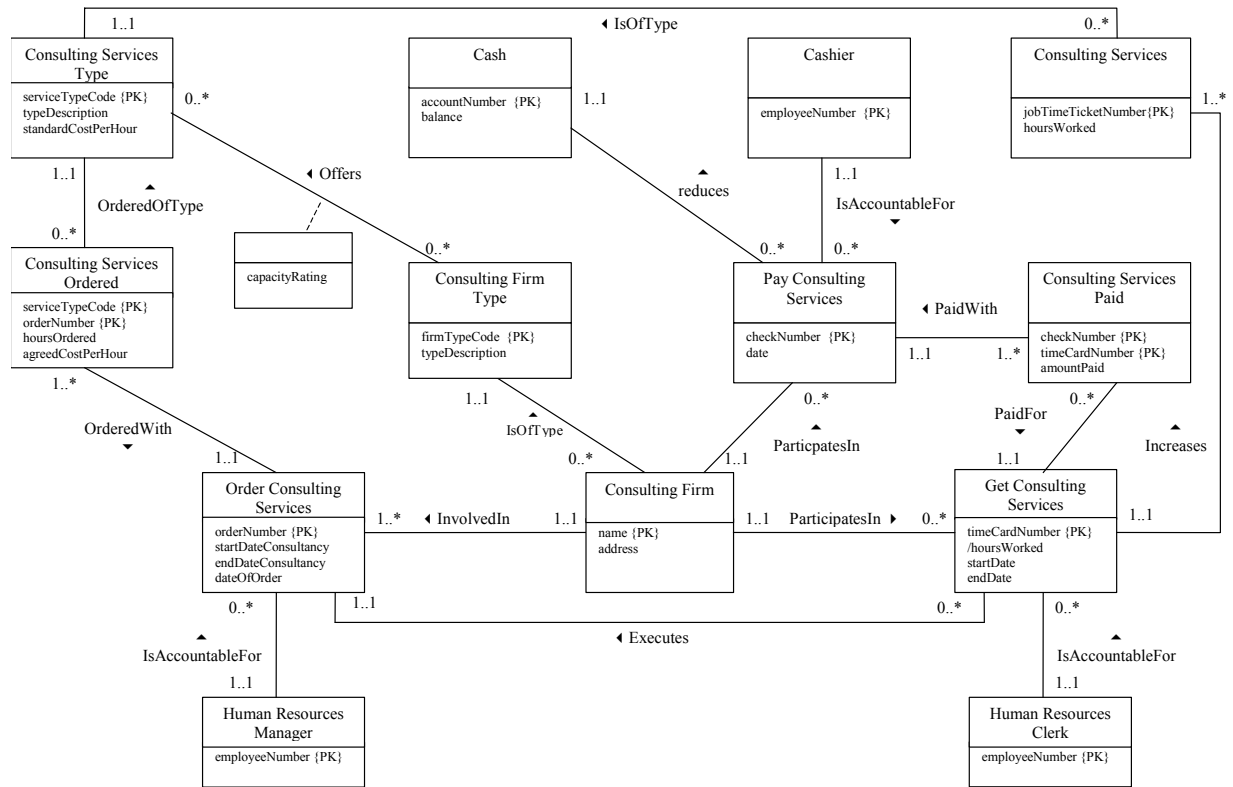 1..1
◀ IsOfType
0..*
Consulting Services
Type
serviceTypeCode {PK}
typeDescription
standardCostPerHour
0..*
Cash
accountNumber {PK}
balance
1..1
Cashier
employeeNumber {PK}
Consulting Services
jobTimeTicketNumber{PK}
hoursWorked
1..*
1..1
▲
OrderedOfType
0..*
◀ Offers
capacityRating
0..*
▲
reduces
0..*
1..1
IsAccountableFor
▼
0..*
Consulting Services
Ordered
serviceTypeCode {PK}
orderNumber {PK}
hoursOrdered
agreedCostPerHour
1..*
Consulting Firm
Type
firmTypeCode {PK}
typeDescription
1..1
Pay Consulting
Services
checkNumber {PK}
date
◀ PaidWith
1..1
1..*
Consulting Services
Paid
checkNumber {PK}
timeCardNumber {PK}
amountPaid
0..*
OrderedWith
▼
1..1
▲
IsOfType
0..*
0..*
▲
ParticpatesIn
1..1
PaidFor
▼
1..1
▲
Increases
1..1
Order Consulting
Services
orderNumber {PK}
startDateConsultancy
endDateConsultancy
dateOfOrder
1..*
◀ InvolvedIn
1..1
Consulting Firm
name {PK}
address
1..1
ParticipatesIn ▶
0..*
Get Consulting
Services
timeCardNumber {PK}
/hoursWorked
startDate
endDate
0..*
1..1
◀ Executes
0..*
0..*
▲
IsAccountableFor
1..1
▲
IsAccountableFor
1..1
Human Resources
Manager
employeeNumber {PK}
Human Resources
Clerk
employeeNumber {PK}